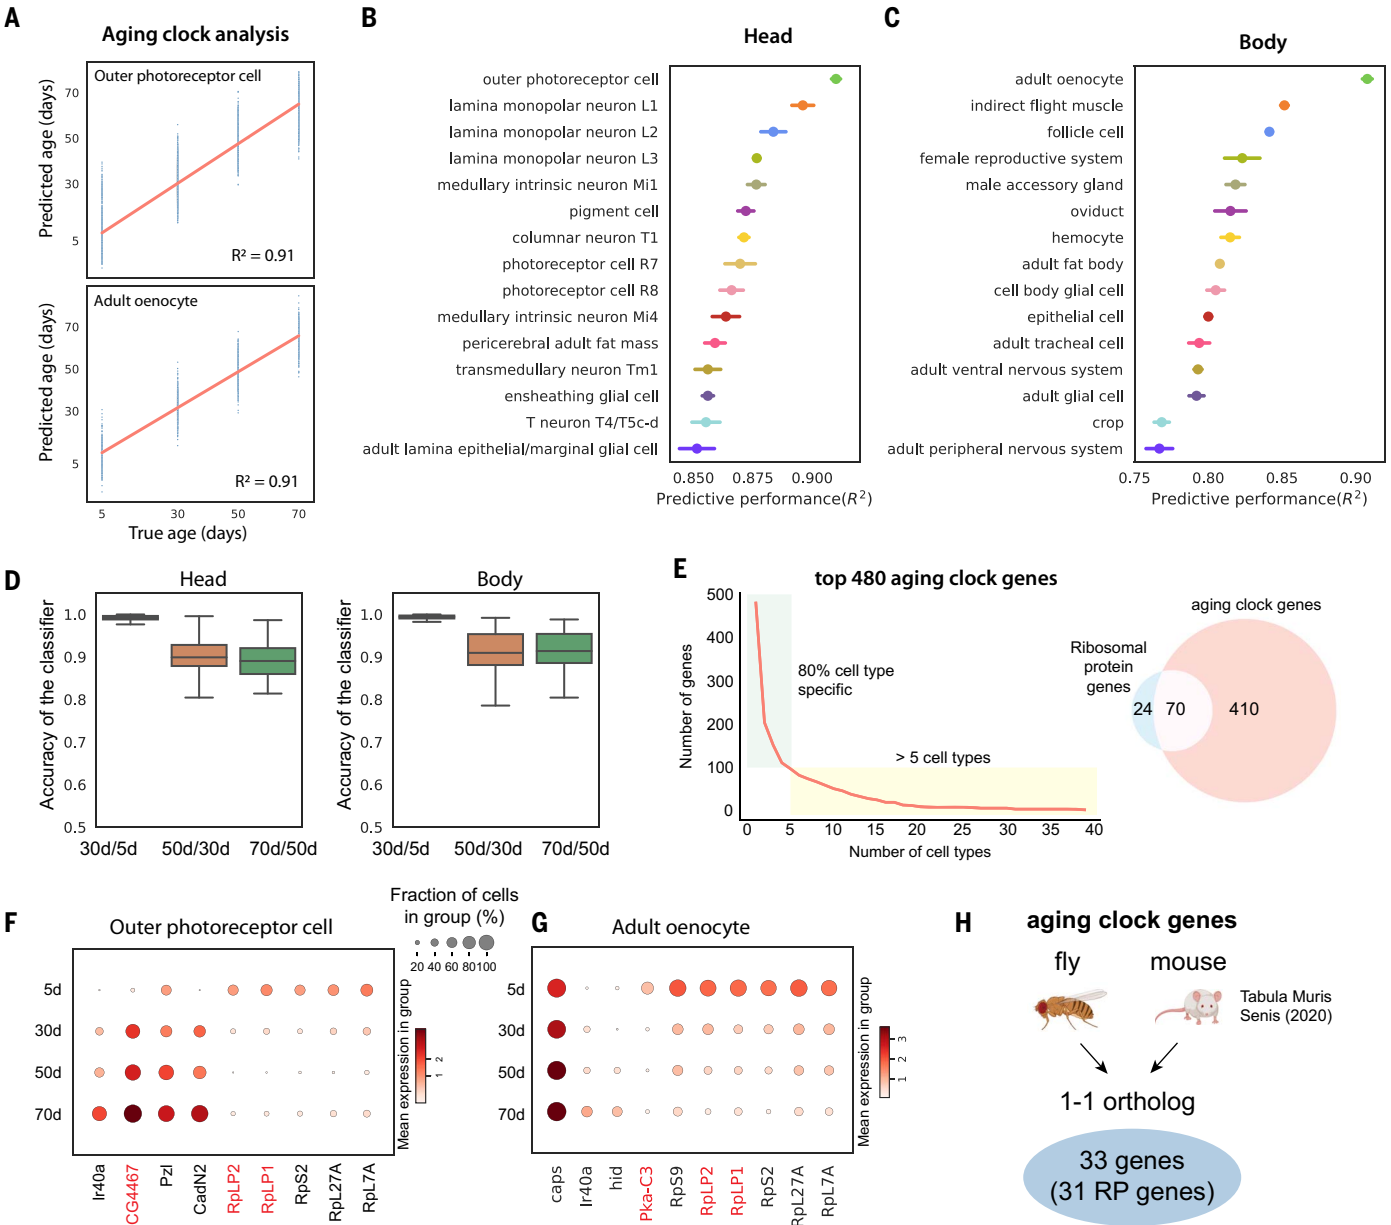 A
Aging clock analysis
Outer photoreceptor cell
Predicted age (days)
70
50
30
5
R² = 0.91
Adult oenocyte
Predicted age (days)
70
50
30
5
R² = 0.91
5 30 50 70
True age (days)
B
Head
outer photoreceptor cell
lamina monopolar neuron L1
lamina monopolar neuron L2
lamina monopolar neuron L3
medullary intrinsic neuron Mi1
pigment cell
columnar neuron T1
photoreceptor cell R7
photoreceptor cell R8
medullary intrinsic neuron Mi4
pericerebral adult fat mass
transmedullary neuron Tm1
ensheathing glial cell
T neuron T4/T5c-d
adult lamina epithelial/marginal glial cell
0.850 0.875 0.900
Predictive performance(R²)
C
Body
adult oenocyte
indirect flight muscle
follicle cell
female reproductive system
male accessory gland
oviduct
hemocyte
adult fat body
cell body glial cell
epithelial cell
adult tracheal cell
adult ventral nervous system
adult glial cell
crop
adult peripheral nervous system
0.75 0.80 0.85 0.90
Predictive performance(R²)
D
Head
Accuracy of the classifier
1.0
0.9
0.8
0.7
0.6
0.5
30d/5d 50d/30d 70d/50d
Body
Accuracy of the classifier
1.0
0.9
0.8
0.7
0.6
0.5
30d/5d 50d/30d 70d/50d
E
top 480 aging clock genes
Number of genes
500
400
300
200
100
0
80% cell type
specific
> 5 cell types
0 5 10 15 20 25 30 35 40
Number of cell types
aging clock genes
Ribosomal
protein
genes
24 70 410
F
Outer photoreceptor cell
5d
30d
50d
70d
Ir40a
CG4467
Pzl
CadN2
RpLP2
RpLP1
RpS2
RpL27A
RpL7A
Fraction of cells
in group (%)
20 40 60 80 100
Mean expression in group
2
1
G
Adult oenocyte
5d
30d
50d
70d
caps
Ir40a
hid
Pka-C3
RpS9
RpLP2
RpLP1
RpS2
RpL27A
RpL7A
Mean expression in group
3
2
1
H
aging clock genes
fly mouse
Tabula Muris
Senis (2020)
1-1 ortholog
33 genes
(31 RP genes)